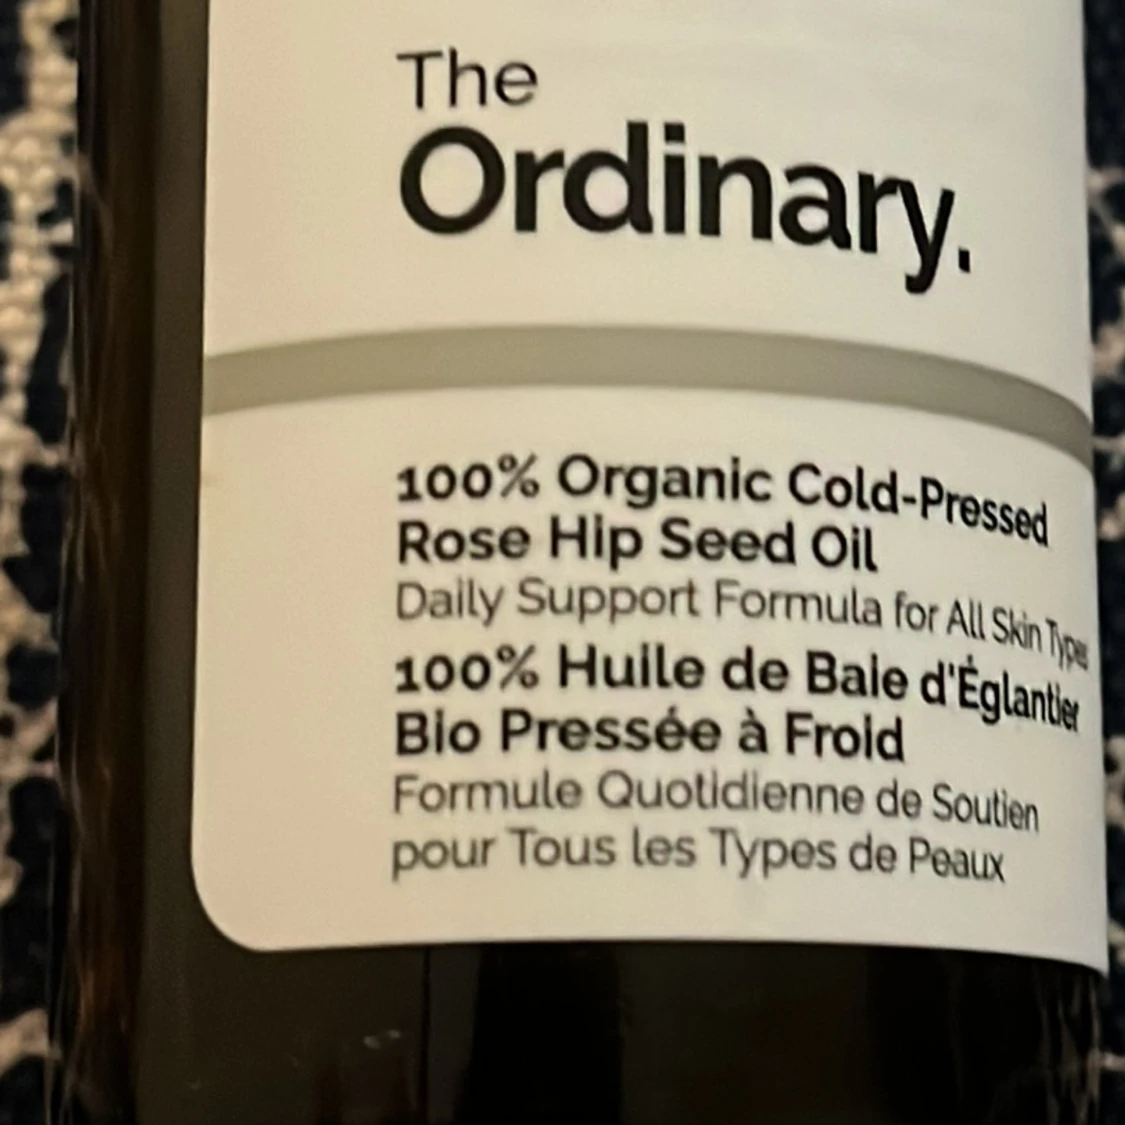 The
Ordinary.
100% Organic Cold-Pressed
Rose Hip Seed Oil
Daily Support Formula for All Skin Types
100% Huile de Baie d'Églantier
Bio Pressée à Froid
Formule Quotidienne de Soutien
pour Tous les Types de Peaux